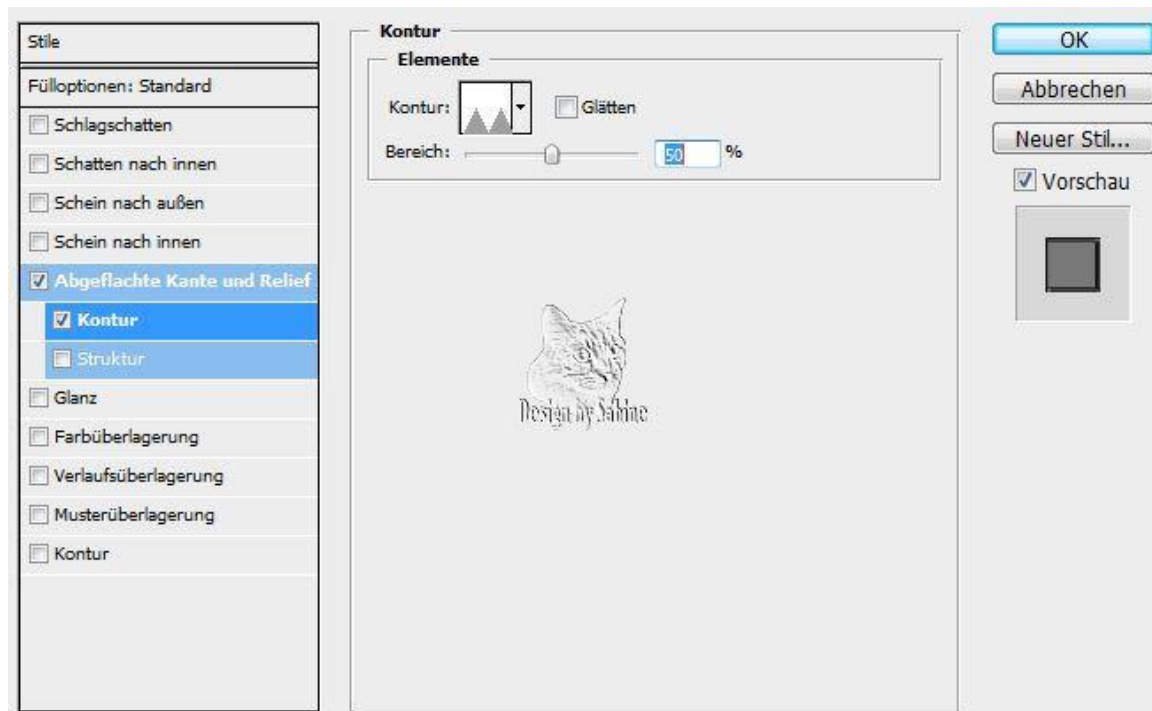 Stile
Fülloptionen: Standard
Schlagschatten
Schatten nach innen
Schein nach außen
Schein nach innen
Abgeflachte Kante und Relief
Kontur
Struktur
Glanz
Farbüberlagerung
Verlaufsüberlagerung
Musterüberlagerung
Kontur
Kontur
Elemente
Kontur:
Glätten
Bereich: 50 %
Design by Sabine
OK
Abbrechen
Neuer Stil...
Vorschau